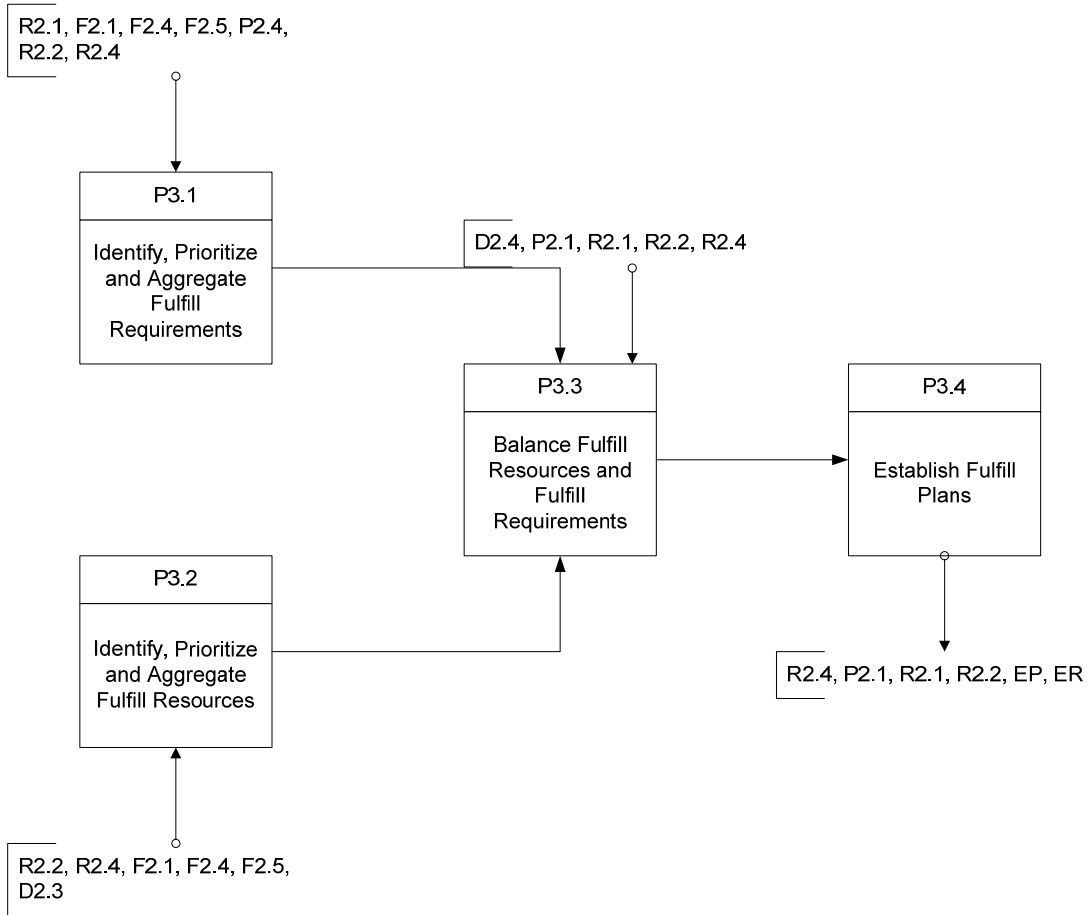 R2.1, F2.1, F2.4, F2.5, P2.4,
R2.2, R2.4
P3.1
Identify, Prioritize
and Aggregate
Fulfill
Requirements
D2.4, P2.1, R2.1, R2.2, R2.4
P3.3
Balance Fulfill
Resources and
Fulfill
Requirements
P3.4
Establish Fulfill
Plans
P3.2
Identify, Prioritize
and Aggregate
Fulfill Resources
R2.4, P2.1, R2.1, R2.2, EP, ER
R2.2, R2.4, F2.1, F2.4, F2.5,
D2.3